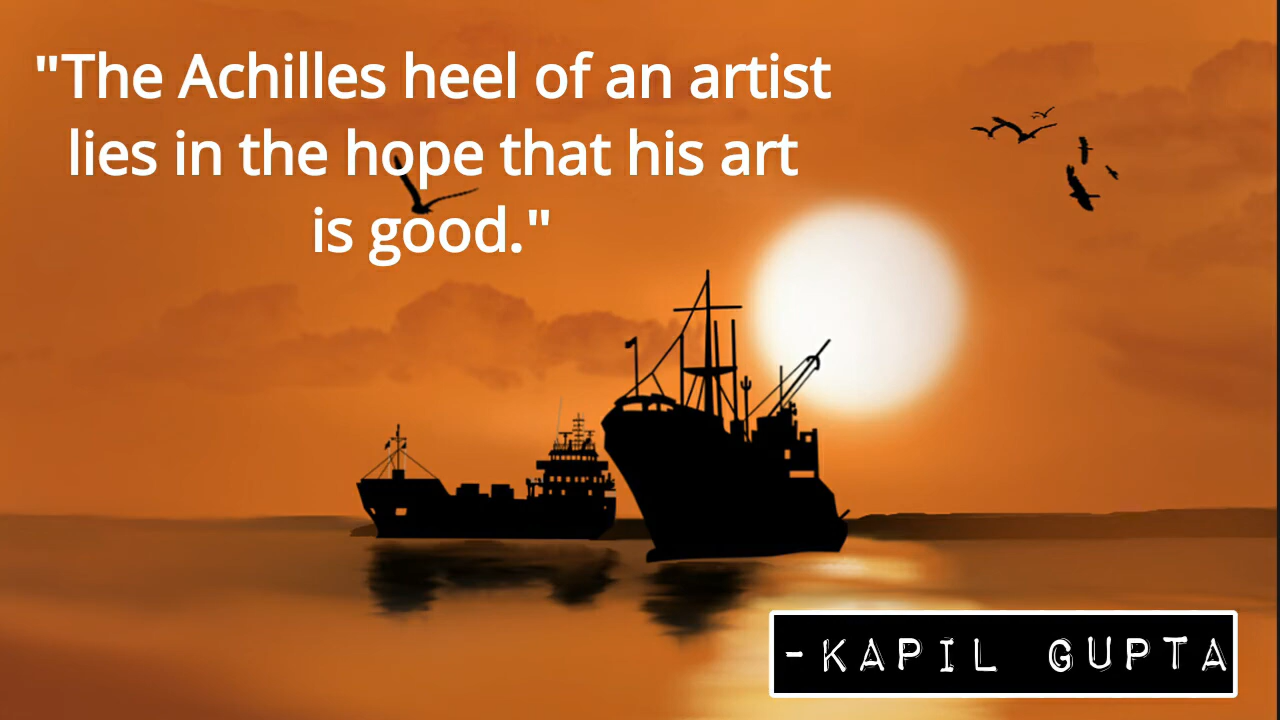 "The Achilles heel of an artist
lies in the hope that his art
is good."
-KAPIL GUPTA